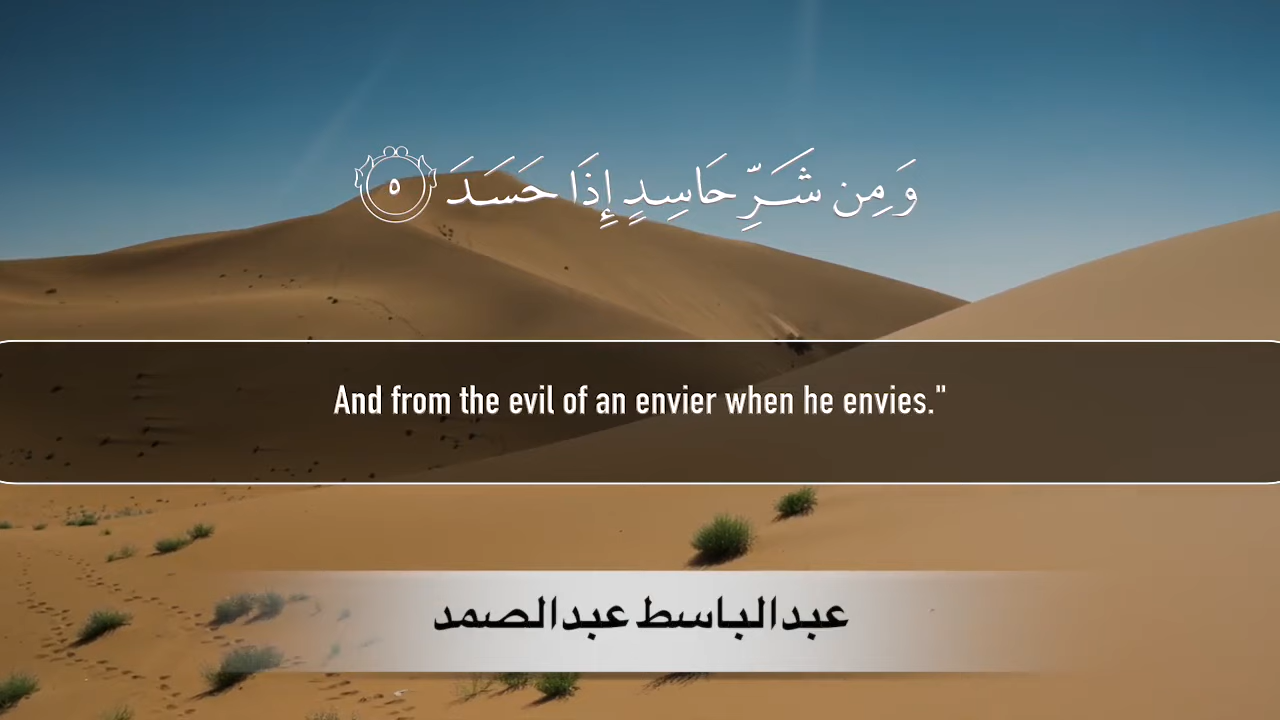 وَمِن شَرِّ حَاسِدٍ إِذَا حَسَدَ ٥
And from the evil of an envier when he envies."
عبدالباسط عبدالصمد